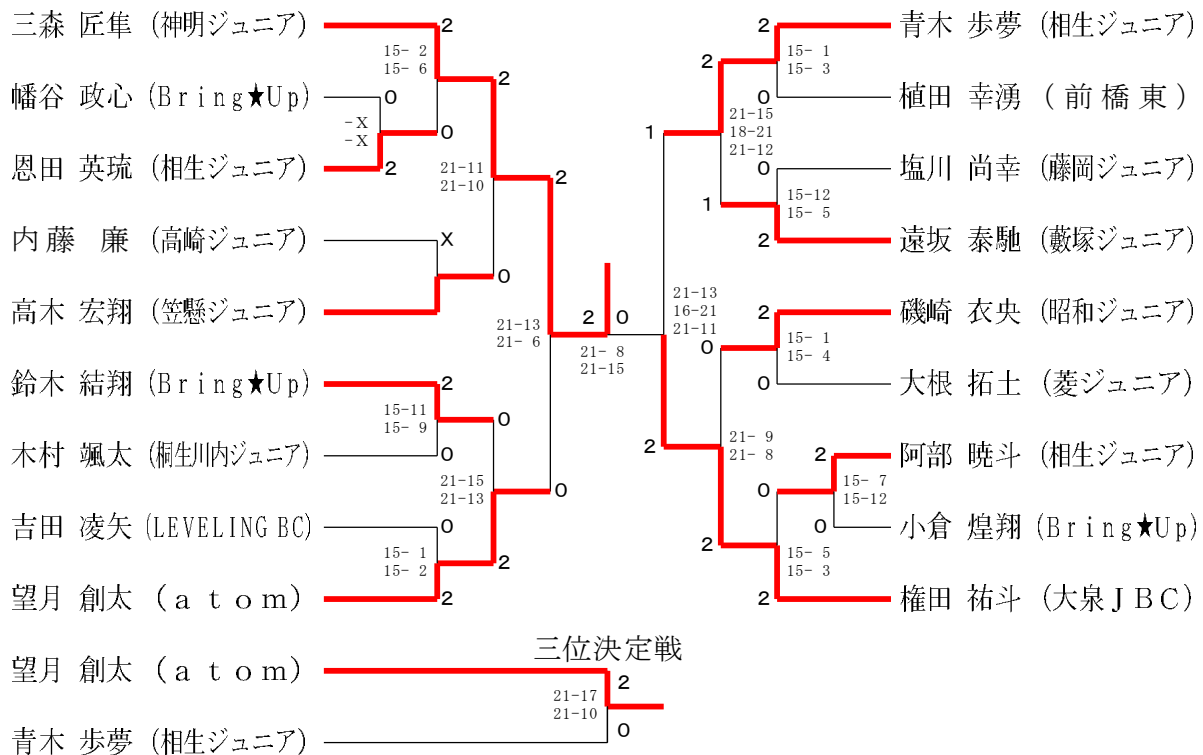 三森 匠隼 (神明ジュニア)
2
15- 2
15- 6
2
幡谷 政心 (Bring★Up)
0
-X
-X
0
恩田 英琉 (相生ジュニア)
2
21-11
21-10
2
内藤 廉 (高崎ジュニア)
X
0
高木 宏翔 (笠懸ジュニア)
21-13
21- 6
鈴木 結翔 (Bring★Up)
2
15-11
15- 9
0
木村 颯太 (桐生川内ジュニア)
0
21-15
21-13
0
吉田 凌矢 (LEVELING BC)
0
15- 1
15- 2
2
望月 創太 (atom)
2
2 0
21- 8
21-15
青木 歩夢 (相生ジュニア)
2
15- 1
15- 3
2
植田 幸湧 (前橋東)
0
21-15
18-21
21-12
1
塩川 尚幸 (藤岡ジュニア)
0
15-12
15- 5
1
遠坂 泰馳 (藪塚ジュニア)
2
21-13
16-21
21-11
磯崎 衣央 (昭和ジュニア)
2
15- 1
15- 4
0
大根 拓土 (菱ジュニア)
0
21- 9
21- 8
2
阿部 暁斗 (相生ジュニア)
2
15- 7
15-12
0
小倉 煌翔 (Bring★Up)
0
15- 5
15- 3
2
権田 祐斗 (大泉JBC)
2
三位決定戦
望月 創太 (atom)
2
21-17
21-10
0
青木 歩夢 (相生ジュニア)